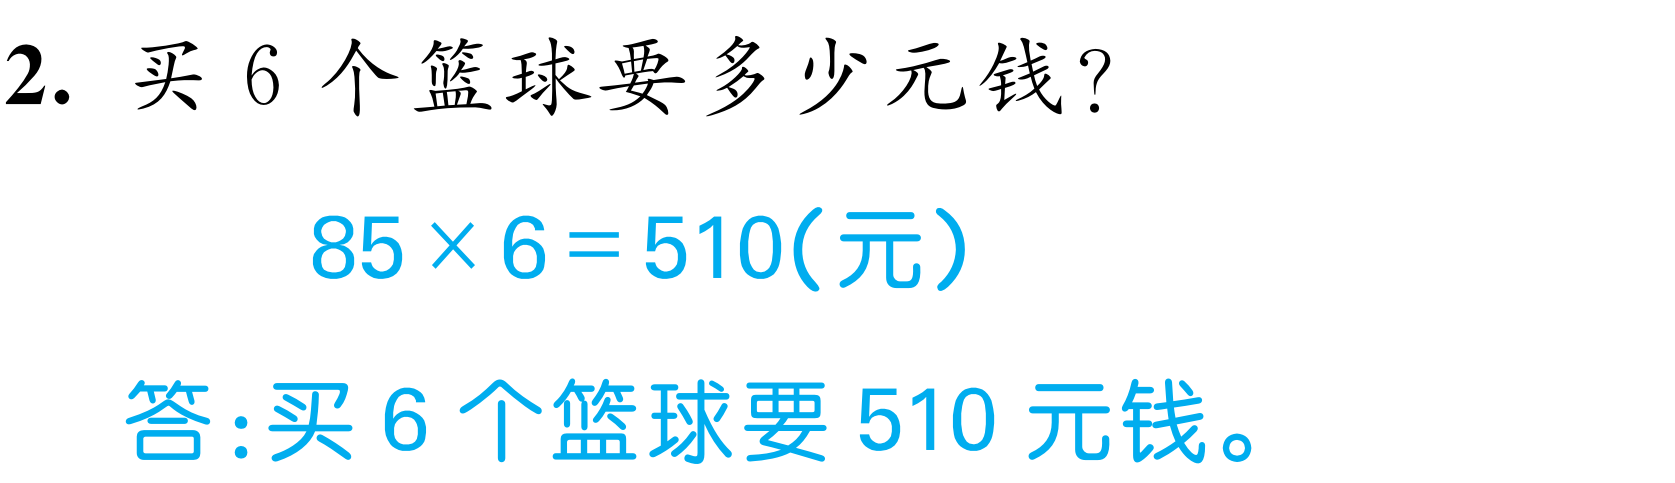 2. 买 6 个篮球要多少元钱?
85×6=510(元)
答:买 6 个篮球要 510 元钱。